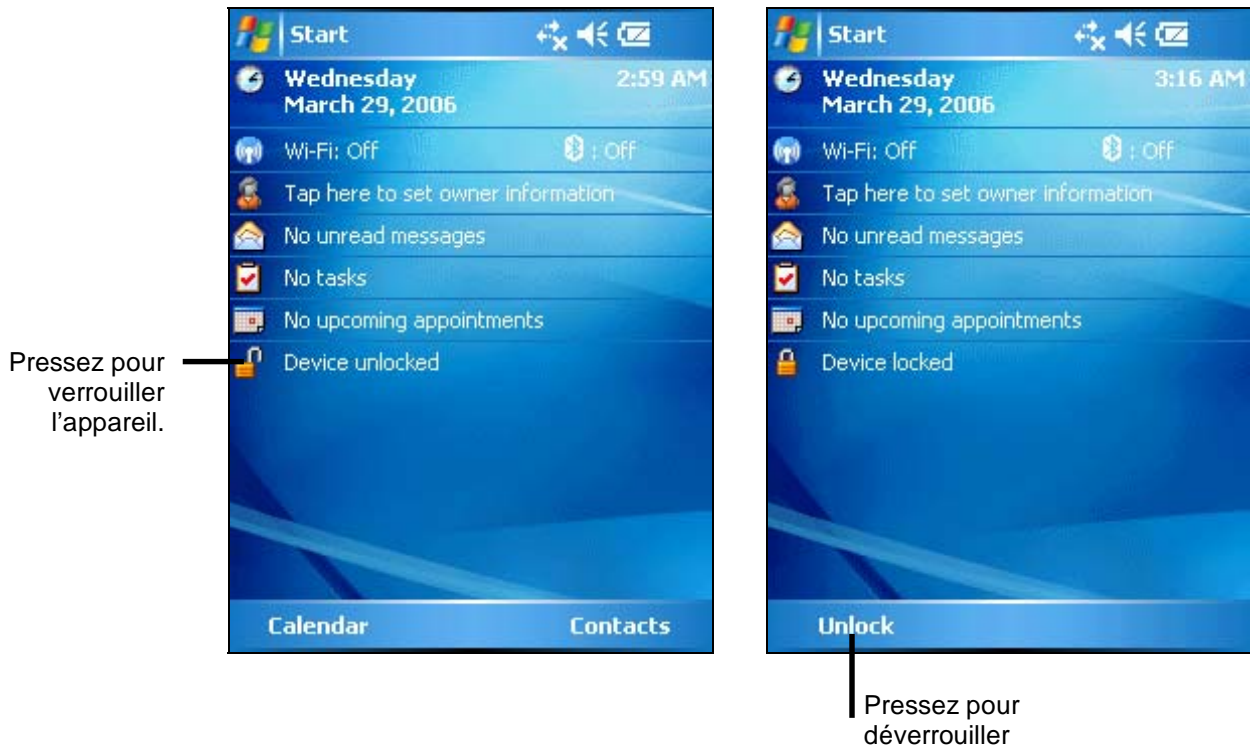 Start
Wednesday 2:59 AM
March 29, 2006
Wi-Fi: Off : Off
Tap here to set owner information
No unread messages
No tasks
No upcoming appointments
Device unlocked
Calendar Contacts
Pressez pour
verrouiller
l'appareil.
Start
Wednesday 3:16 AM
March 29, 2006
Wi-Fi: Off : Off
Tap here to set owner information
No unread messages
No tasks
No upcoming appointments
Device locked
Unlock
Pressez pour
déverrouiller